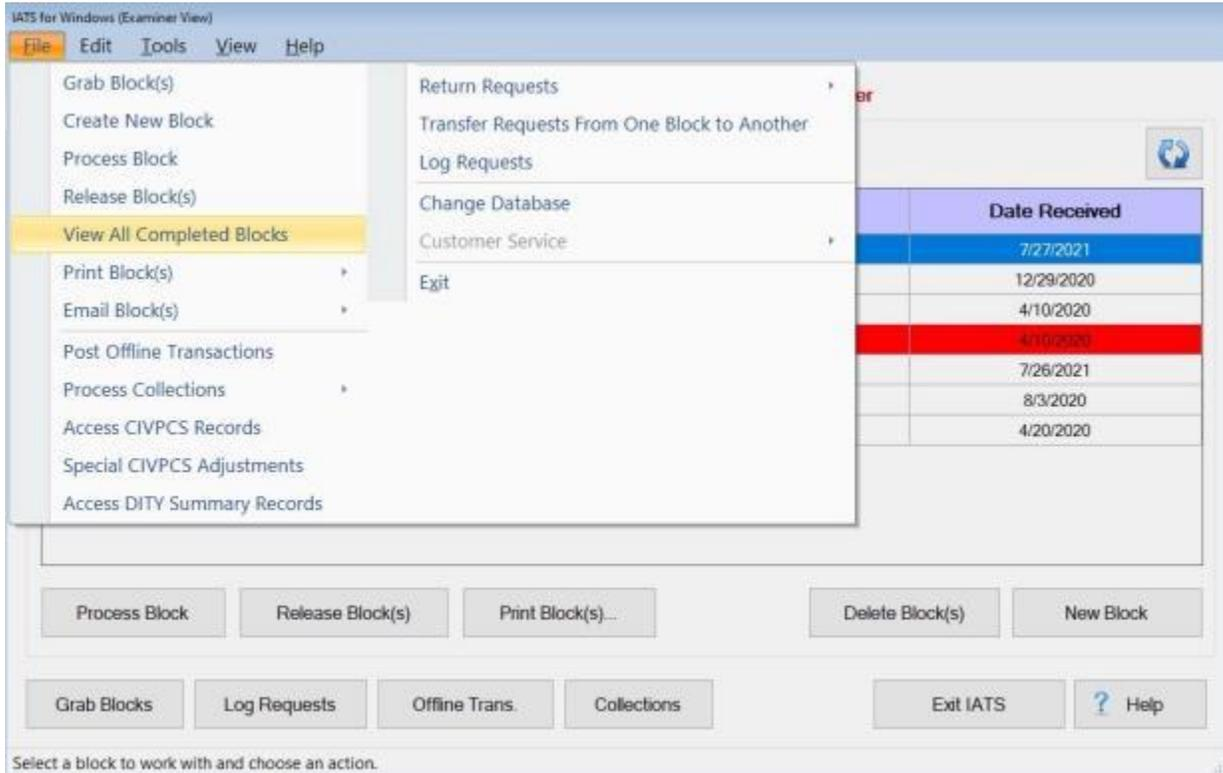 IATS for Windows (Examiner View)
File Edit Tools View Help
Grab Block(s)
Create New Block
Process Block
Release Block(s)
View All Completed Blocks
Print Block(s)
Email Block(s)
Post Offline Transactions
Process Collections
Access CIVPCS Records
Special CIVPCS Adjustments
Access DITY Summary Records
Return Requests
Transfer Requests From One Block to Another
Log Requests
Change Database
Customer Service
Exit
er
Date Received
7/27/2021
12/29/2020
4/10/2020
4/10/2020
7/26/2021
8/3/2020
4/20/2020
Process Block Release Block(s) Print Block(s)... Delete Block(s) New Block
Grab Blocks Log Requests Offline Trans. Collections Exit IATS ? Help
Select a block to work with and choose an action.